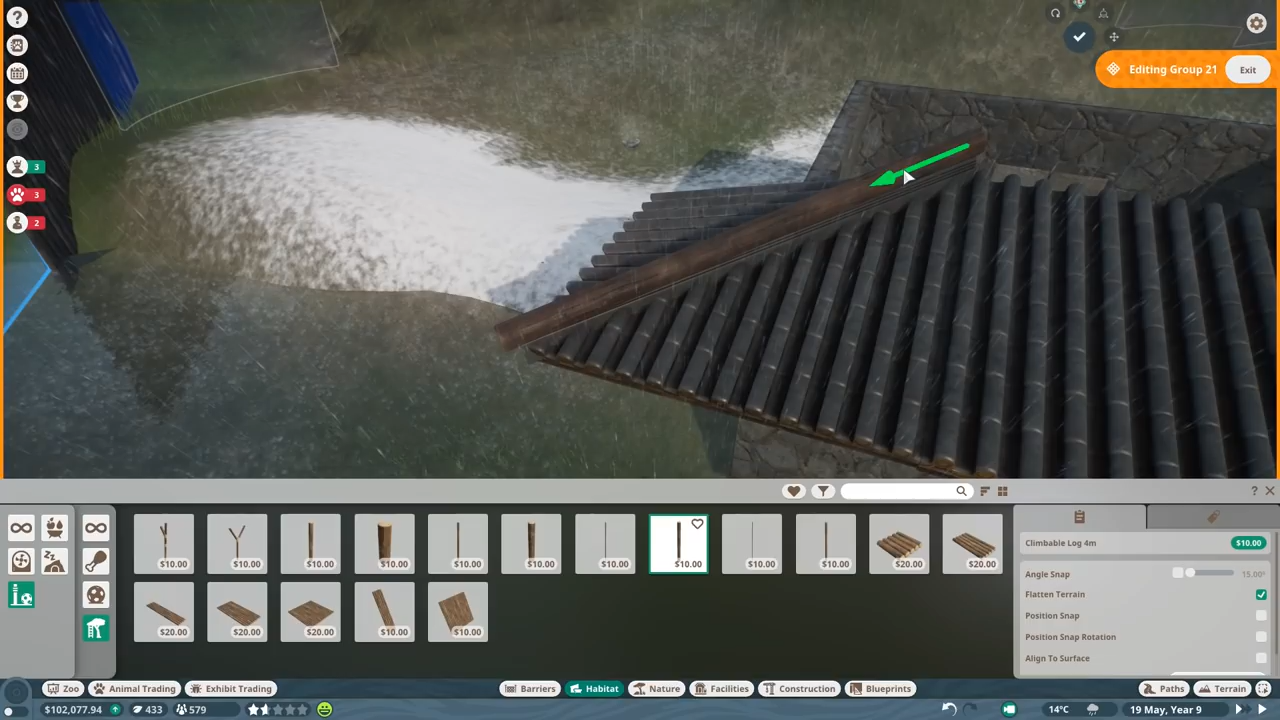 ?
Editing Group 21
Exit
3
3
2
? X
$10.00
$10.00
$10.00
$10.00
$10.00
$10.00
$10.00
$10.00
$10.00
$10.00
$20.00
$20.00
$20.00
$20.00
$20.00
$10.00
$10.00
Climbable Log 4m $10.00
Angle Snap 15.00°
Flatten Terrain
Position Snap
Position Snap Rotation
Align To Surface
Zoo Animal Trading Exhibit Trading Barriers Habitat Nature Facilities Construction Blueprints Paths Terrain
$102,077.94 433 579 14°C 19 May, Year 9